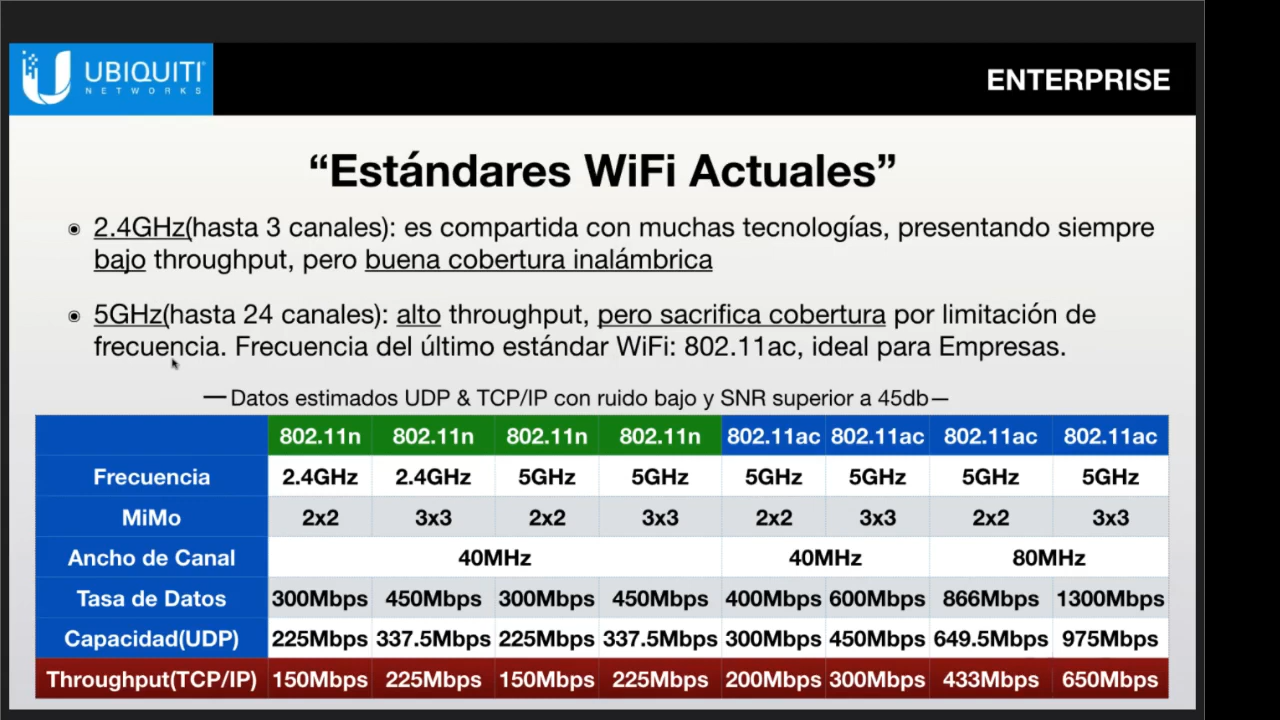 UBIQUITI
NETWORKS
ENTERPRISE
“Estándares WiFi Actuales”
2.4GHz(hasta 3 canales): es compartida con muchas tecnologías, presentando siempre
bajo throughput, pero buena cobertura inalámbrica
5GHz(hasta 24 canales): alto throughput, pero sacrifica cobertura por limitación de
frecuencia. Frecuencia del último estándar WiFi: 802.11ac, ideal para Empresas.
—Datos estimados UDP & TCP/IP con ruido bajo y SNR superior a 45db—
802.11n 802.11n 802.11n 802.11n 802.11ac 802.11ac 802.11ac 802.11ac
Frecuencia 2.4GHz 2.4GHz 5GHz 5GHz 5GHz 5GHz 5GHz 5GHz
MiMo 2x2 3x3 2x2 3x3 2x2 3x3 2x2 3x3
Ancho de Canal 40MHz 40MHz 80MHz
Tasa de Datos 300Mbps 450Mbps 300Mbps 450Mbps 400Mbps 600Mbps 866Mbps 1300Mbps
Capacidad(UDP) 225Mbps 337.5Mbps 225Mbps 337.5Mbps 300Mbps 450Mbps 649.5Mbps 975Mbps
Throughput(TCP/IP) 150Mbps 225Mbps 150Mbps 225Mbps 200Mbps 300Mbps 433Mbps 650Mbps